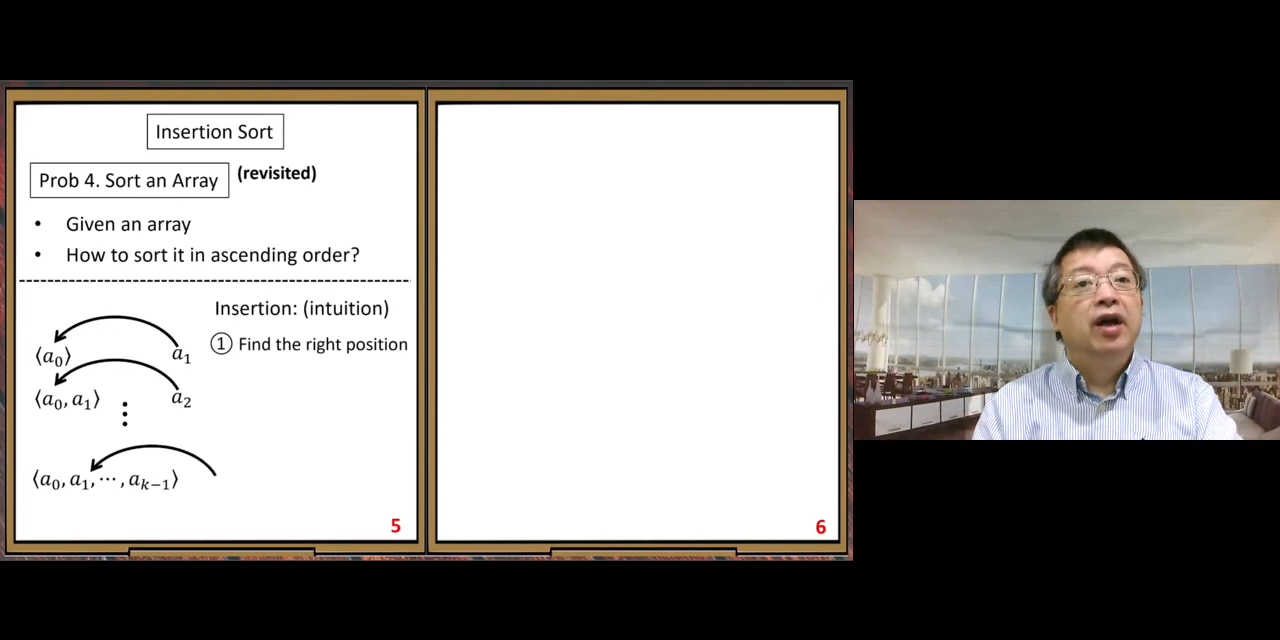 Insertion Sort
Prob 4. Sort an Array (revisited)
• Given an array
• How to sort it in ascending order?
Insertion: (intuition)
① Find the right position
⟨a₀⟩ a₁
⟨a₀, a₁⟩ a₂
⋮
⟨a₀, a₁, ⋯ , aₖ₋₁⟩
5
6